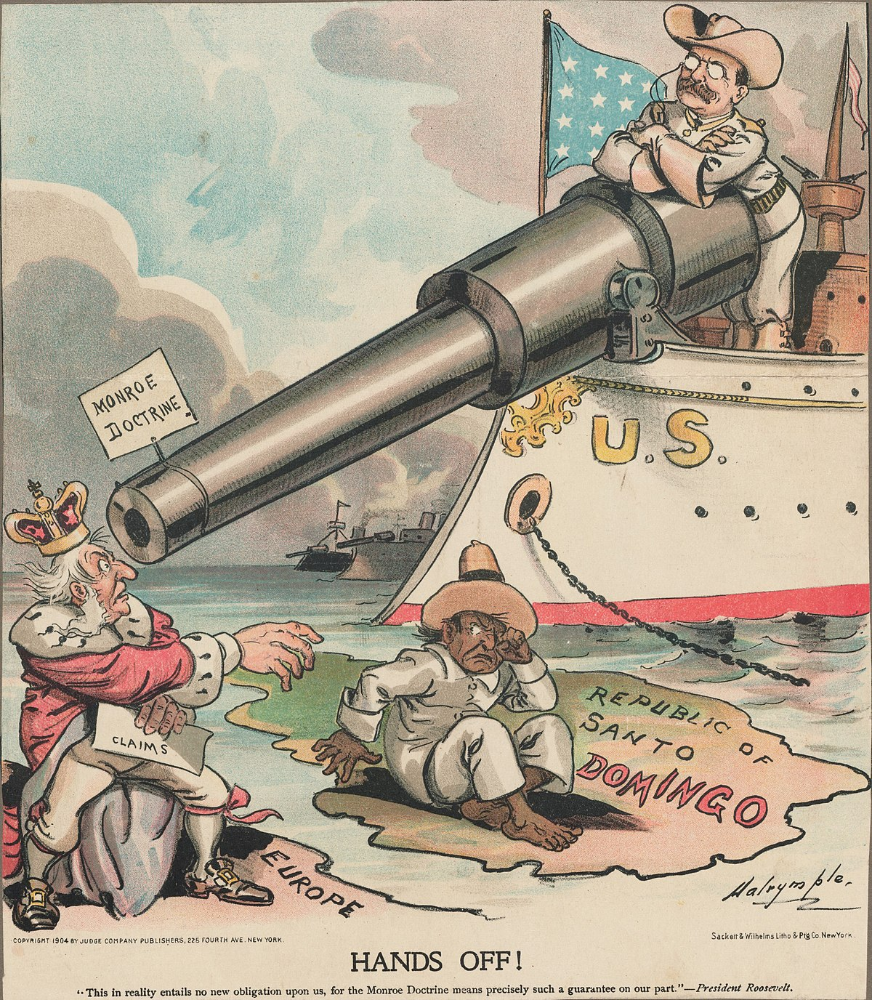 MONROE
DOCTRINE
U.S.
CLAIMS
REPUBLIC OF
SANTO
DOMINGO
EUROPE
Dalrymple.
COPYRIGHT 1904 BY JUDGE COMPANY PUBLISHERS, 225 FOURTH AVE. NEW YORK.
Sackett & Wilhelms Litho & Ptg Co. New York.
HANDS OFF!
"This in reality entails no new obligation upon us, for the Monroe Doctrine means precisely such a guarantee on our part."—President Roosevelt.